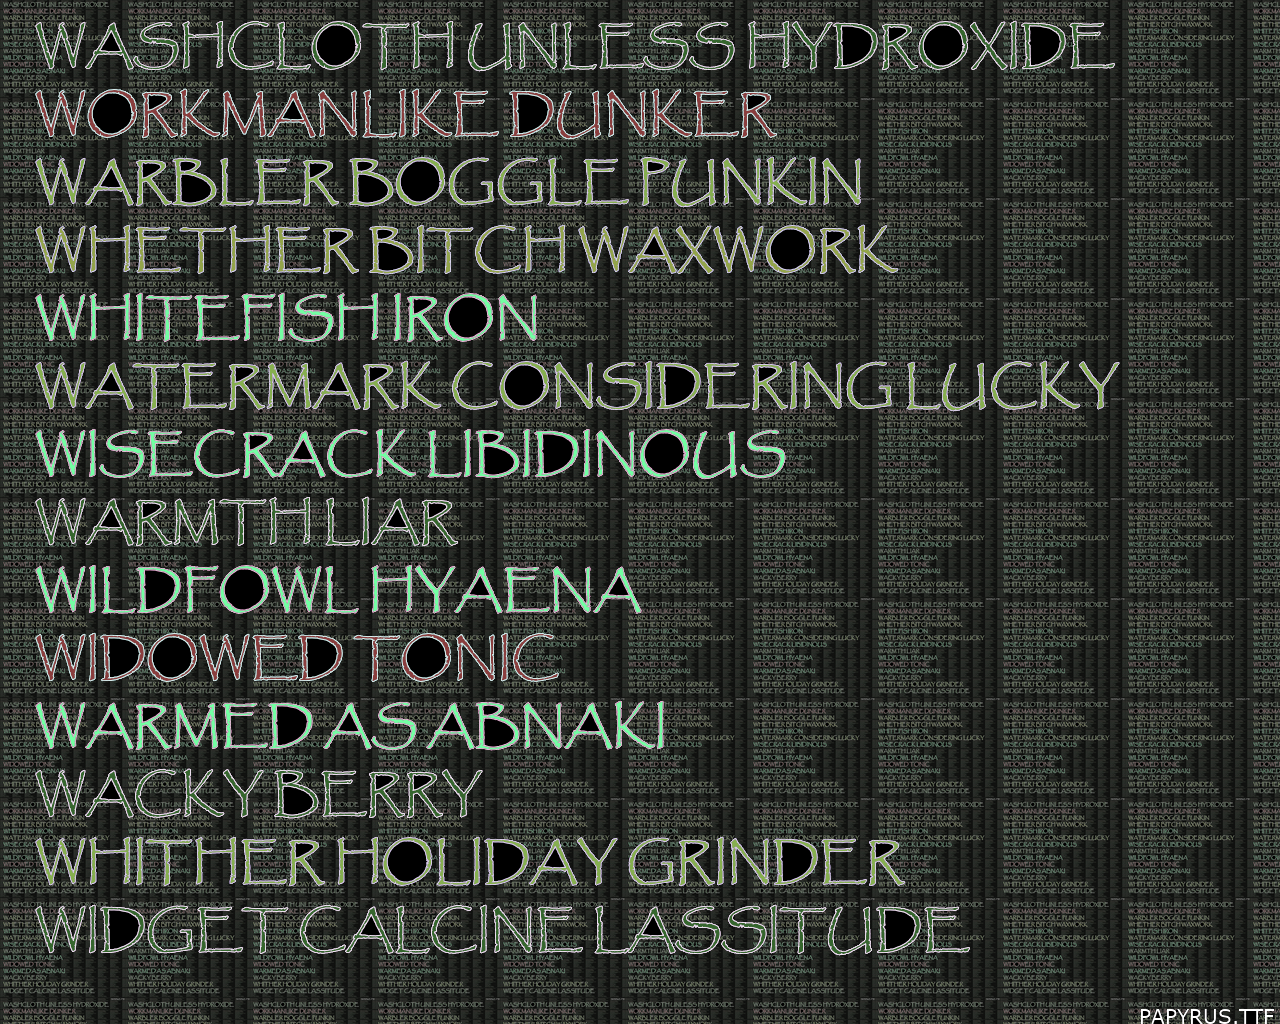 WASHCLOTH UNLESS HYDROXIDE
WORKMANLIKE DUNKER
WARBLER BOGGLE PUNKIN
WHETHER BITCH WAXWORK
WHITEFISH IRON
WATERMARK CONSIDERING LUCKY
WISECRACK LIBIDINOUS
WARMTH LIAR
WILDFOWL HYAENA
WIDOWED TONIC
WARMED AS ABNAKI
WACKY BERRY
WHITHER HOLIDAY GRINDER
WIDGET CALCINE LASSITUDE
PAPYRUS.TTF